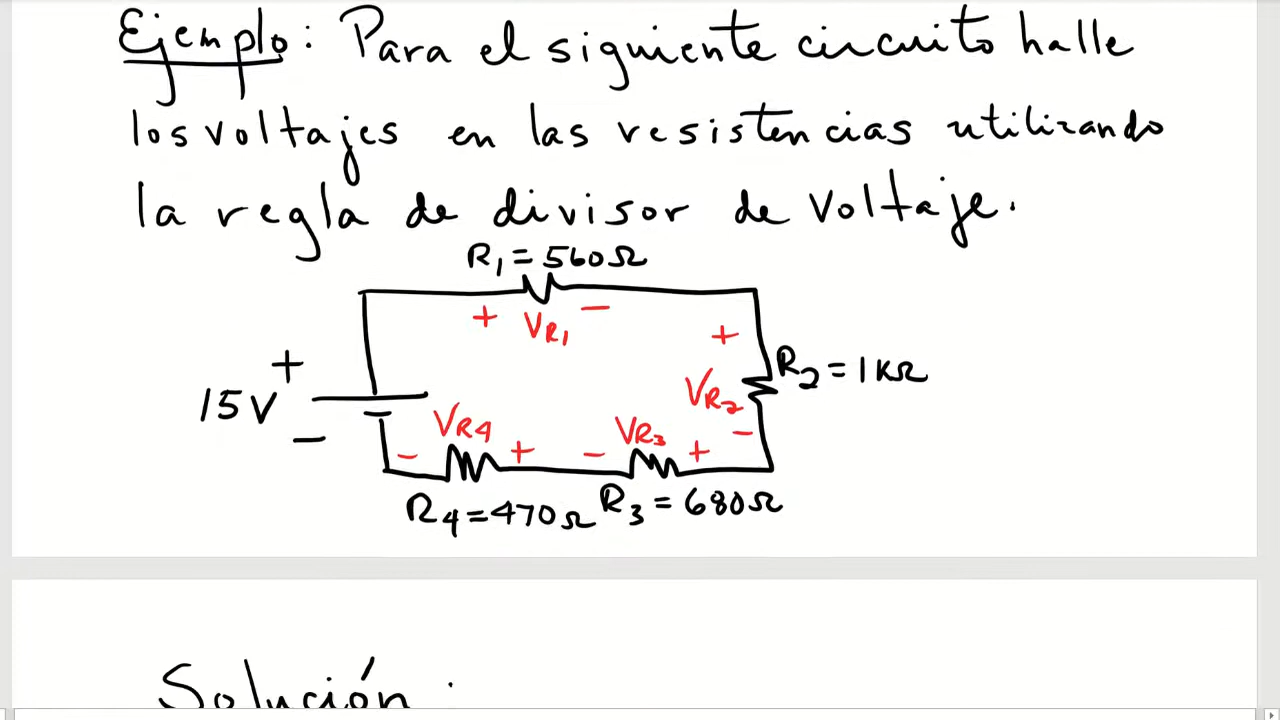 Ejemplo: Para el siguiente circuito halle
los voltajes en las resistencias utilizando
la regla de divisor de voltaje.
R1 = 560Ω
+ VR1 −
+
15V
−
+
VR2
−
R2 = 1KΩ
− VR4 +
− VR3 +
R4 = 470Ω
R3 = 680Ω
Solución: